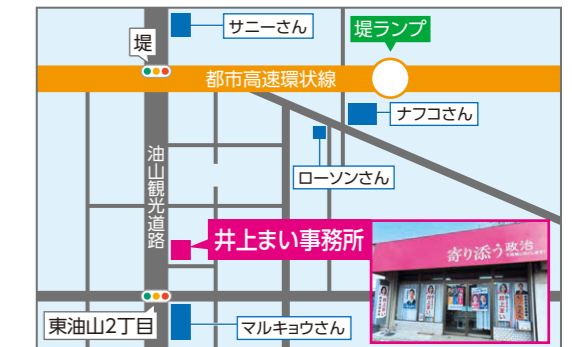 サニーさん
堤ランプ
堤
都市高速環状線
ナフコさん
ローソンさん
油山観光道路
井上まい事務所
寄り添う政治
東油山2丁目
マルキョウさん